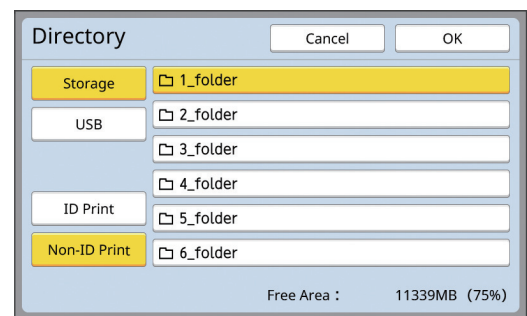 Directory
Cancel
OK
Storage
USB
ID Print
Non-ID Print
1_folder
2_folder
3_folder
4_folder
5_folder
6_folder
Free Area : 11339MB (75%)